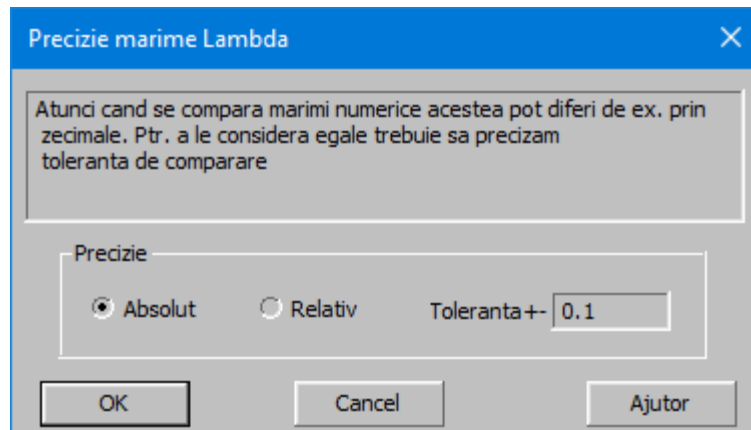 Precizie marime Lambda
Atunci cand se compara marimi numerice acestea pot diferi de ex. prin
zecimale. Ptr. a le considera egale trebuie sa precizam
toleranta de comparare
Precizie
Absolut Relativ Toleranta+- 0.1
OK Cancel Ajutor